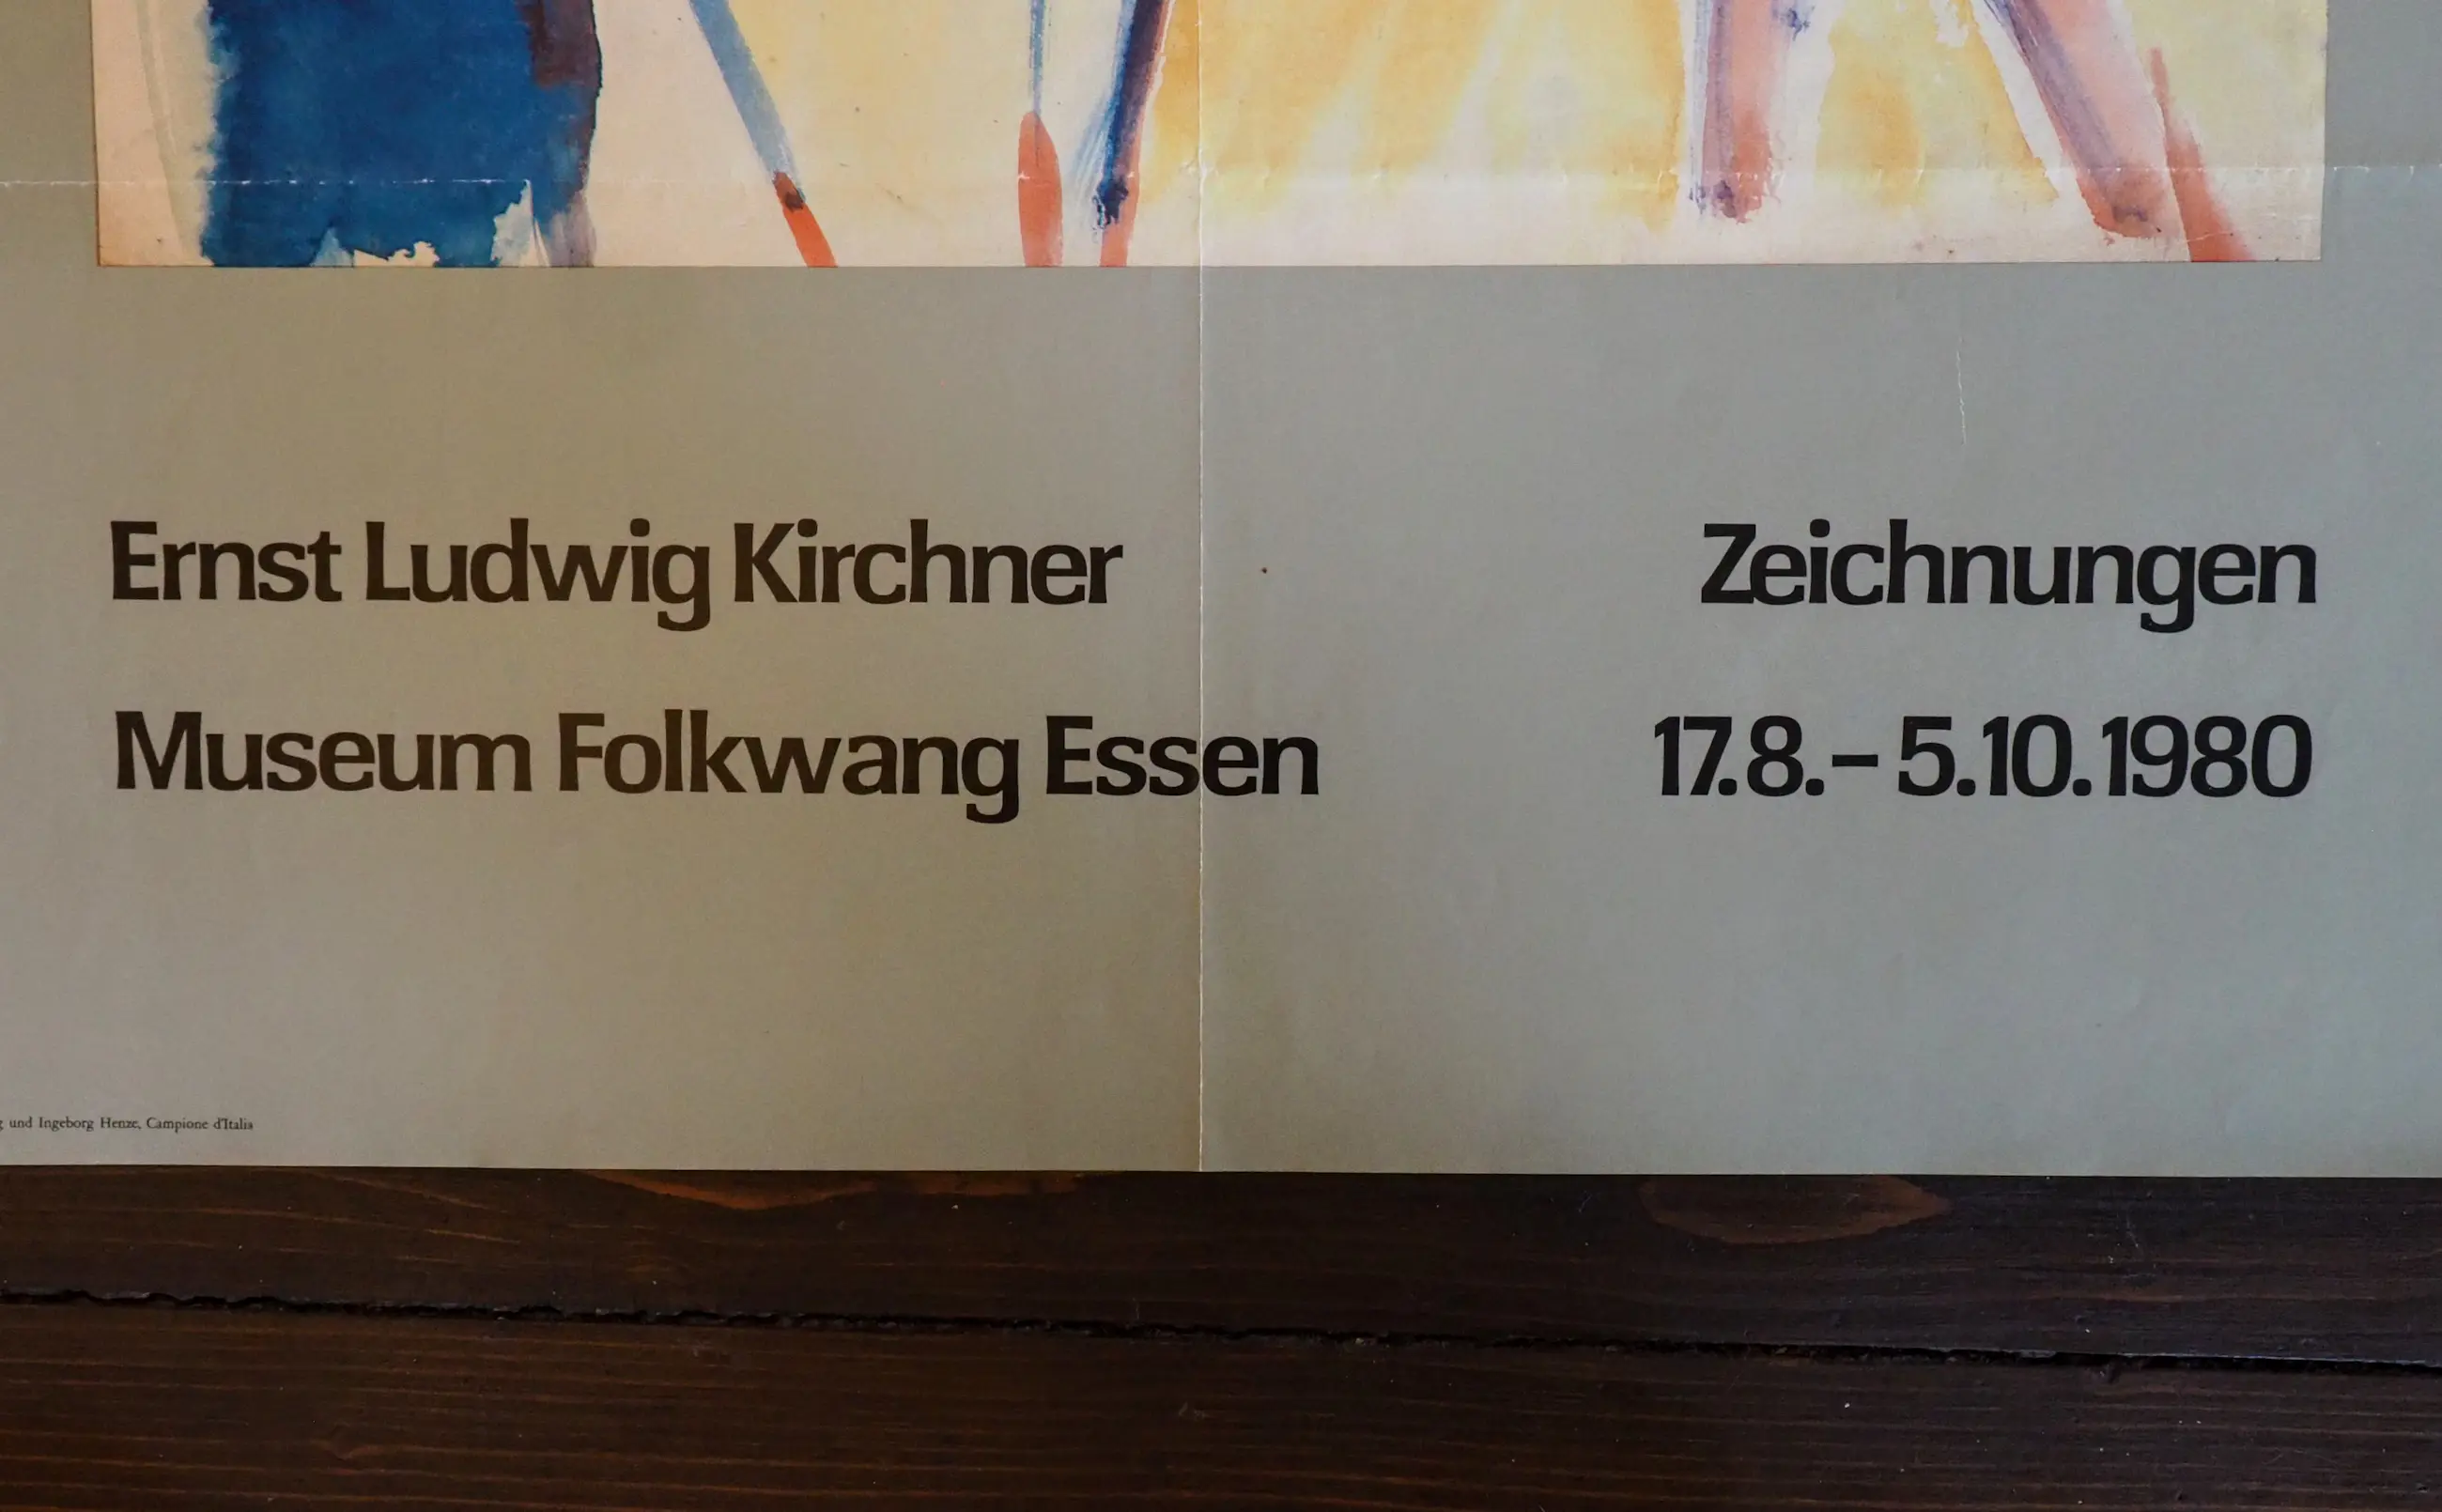 Ernst Ludwig Kirchner Zeichnungen
Museum Folkwang Essen 17.8.–5.10.1980
und Ingeborg Henze, Campione d'Italia